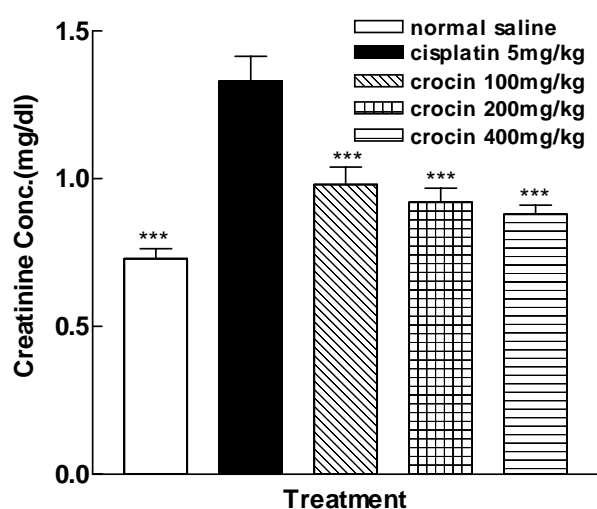 normal saline
cisplatin 5mg/kg
crocin 100mg/kg
crocin 200mg/kg
crocin 400mg/kg
1.5
1.0
0.5
0.0
Creatinine Conc.(mg/dl)
***
***
***
***
Treatment